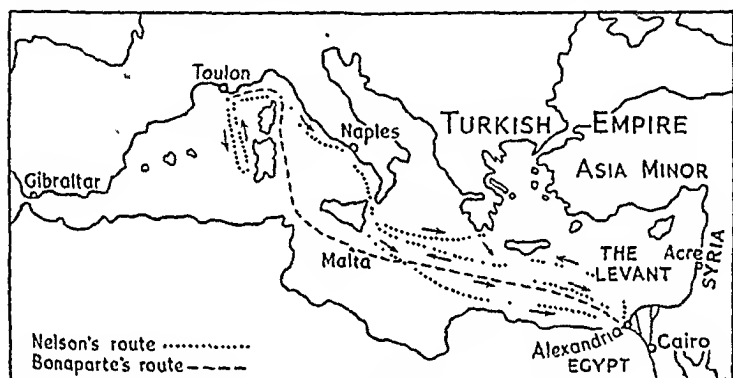 Toulon
Naples
TURKISH EMPIRE
ASIA MINOR
Gibraltar
Malta
THE
LEVANT
Acre
SYRIA
Alexandria
EGYPT
Cairo
Nelson's route
Bonaparte's route